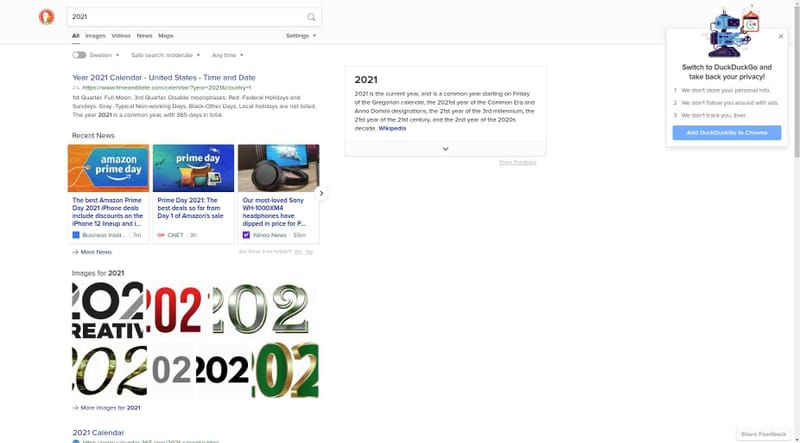 2021
All Images Videos News Maps Settings
Sweden Safe search: moderate Any time
Year 2021 Calendar - United States - Time and Date
https://www.timeanddate.com/calendar/?year=2021&country=1
1st Quarter. Full Moon. 3rd Quarter. Disable moonphases. Red -Federal Holidays and
Sundays. Gray -Typical Non-working Days. Black-Other Days. Local holidays are not listed.
The year 2021 is a common year, with 365 days in total.
Recent News
amazon
prime day
prime day
The best Amazon Prime
Day 2021 iPhone deals
include discounts on the
iPhone 12 lineup and i...
Business Insid... 7m
Prime Day 2021: The
best deals so far from
Day 1 of Amazon's sale
CNET 3h
Our most-loved Sony
WH-1000XM4
headphones have
dipped in price for P...
Yahoo News 55m
More News
Yes No
Images for 2021
202
CREATIV
202
202
202
02
202
02
More Images for 2021
2021 Calendar
2021
2021 is the current year, and is a common year starting on Friday
of the Gregorian calendar, the 2021st year of the Common Era and
Anno Domini designations, the 21st year of the 3rd millennium, the
21st year of the 21st century, and the 2nd year of the 2020s
decade. Wikipedia
Share Feedback
Switch to DuckDuckGo and
take back your privacy!
1 We don't store your personal info.
2 We don't follow you around with ads.
3 We don't track you. Ever.
Add DuckDuckGo to Chrome
Share Feedback